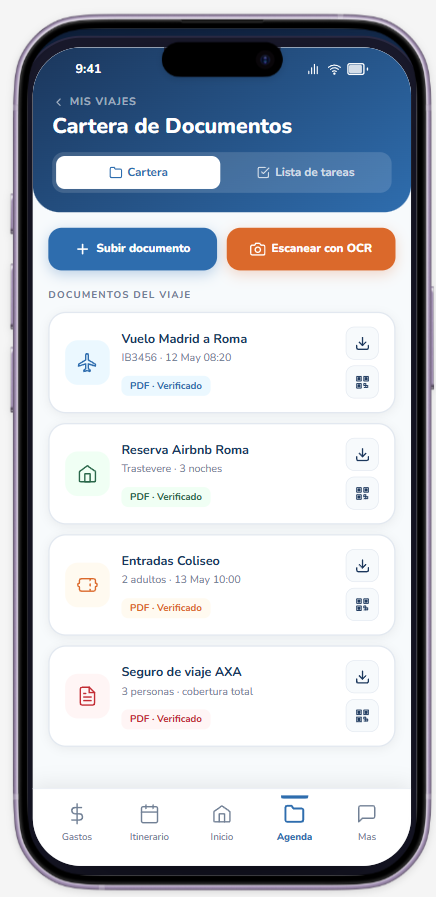 9:41
MIS VIAJES
Cartera de Documentos
Cartera
Lista de tareas
Subir documento
Escanear con OCR
DOCUMENTOS DEL VIAJE
Vuelo Madrid a Roma
IB3456 · 12 May 08:20
PDF · Verificado
Reserva Airbnb Roma
Trastevere · 3 noches
PDF · Verificado
Entradas Coliseo
2 adultos · 13 May 10:00
PDF · Verificado
Seguro de viaje AXA
3 personas · cobertura total
PDF · Verificado
Gastos
Itinerario
Inicio
Agenda
Mas